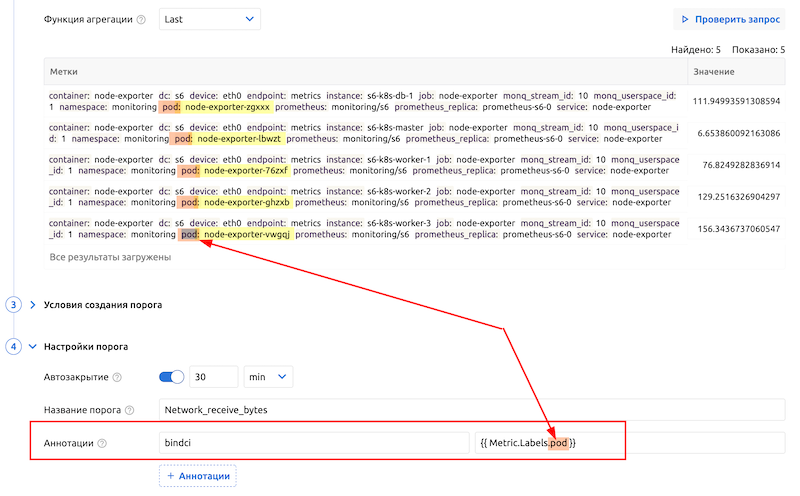 Функция агрегации Last Проверить запрос
Найдено: 5 Показано: 5
Метки Значение
container: node-exporter dc: s6 device: eth0 endpoint: metrics instance: s6-k8s-db-1 job: node-exporter monq_stream_id: 10 monq_userspace_id:
1 namespace: monitoring pod: node-exporter-zgxxx prometheus: monitoring/s6 prometheus_replica: prometheus-s6-0 service: node-exporter
111.94993591308594
container: node-exporter dc: s6 device: eth0 endpoint: metrics instance: s6-k8s-master job: node-exporter monq_stream_id: 10 monq_userspace_i
d: 1 namespace: monitoring pod: node-exporter-lbwzt prometheus: monitoring/s6 prometheus_replica: prometheus-s6-0 service: node-exporter
6.653860092163086
container: node-exporter dc: s6 device: eth0 endpoint: metrics instance: s6-k8s-worker-1 job: node-exporter monq_stream_id: 10 monq_userspace
_id: 1 namespace: monitoring pod: node-exporter-76zxf prometheus: monitoring/s6 prometheus_replica: prometheus-s6-0 service: node-exporter
76.8249282836914
container: node-exporter dc: s6 device: eth0 endpoint: metrics instance: s6-k8s-worker-2 job: node-exporter monq_stream_id: 10 monq_userspace
_id: 1 namespace: monitoring pod: node-exporter-ghzxb prometheus: monitoring/s6 prometheus_replica: prometheus-s6-0 service: node-exporter
129.2516326904297
container: node-exporter dc: s6 device: eth0 endpoint: metrics instance: s6-k8s-worker-3 job: node-exporter monq_stream_id: 10 monq_userspace
_id: 1 namespace: monitoring pod: node-exporter-vwgqj prometheus: monitoring/s6 prometheus_replica: prometheus-s6-0 service: node-exporter
156.3436737060547
Все результаты загружены
3 Условия создания порога
4 Настройки порога
Автозакрытие 30 min
Название порога Network_receive_bytes
Аннотации bindci {{ Metric.Labels.pod }}
+ Аннотации